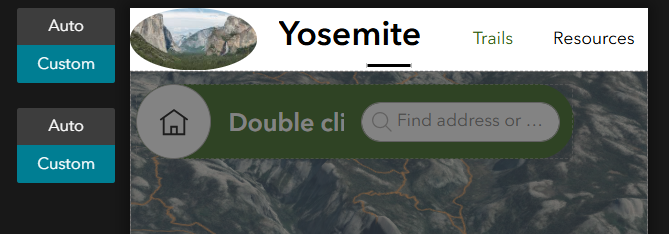 Auto
Custom
Yosemite
Trails
Resources
Auto
Custom
Double cli
Find address or ...